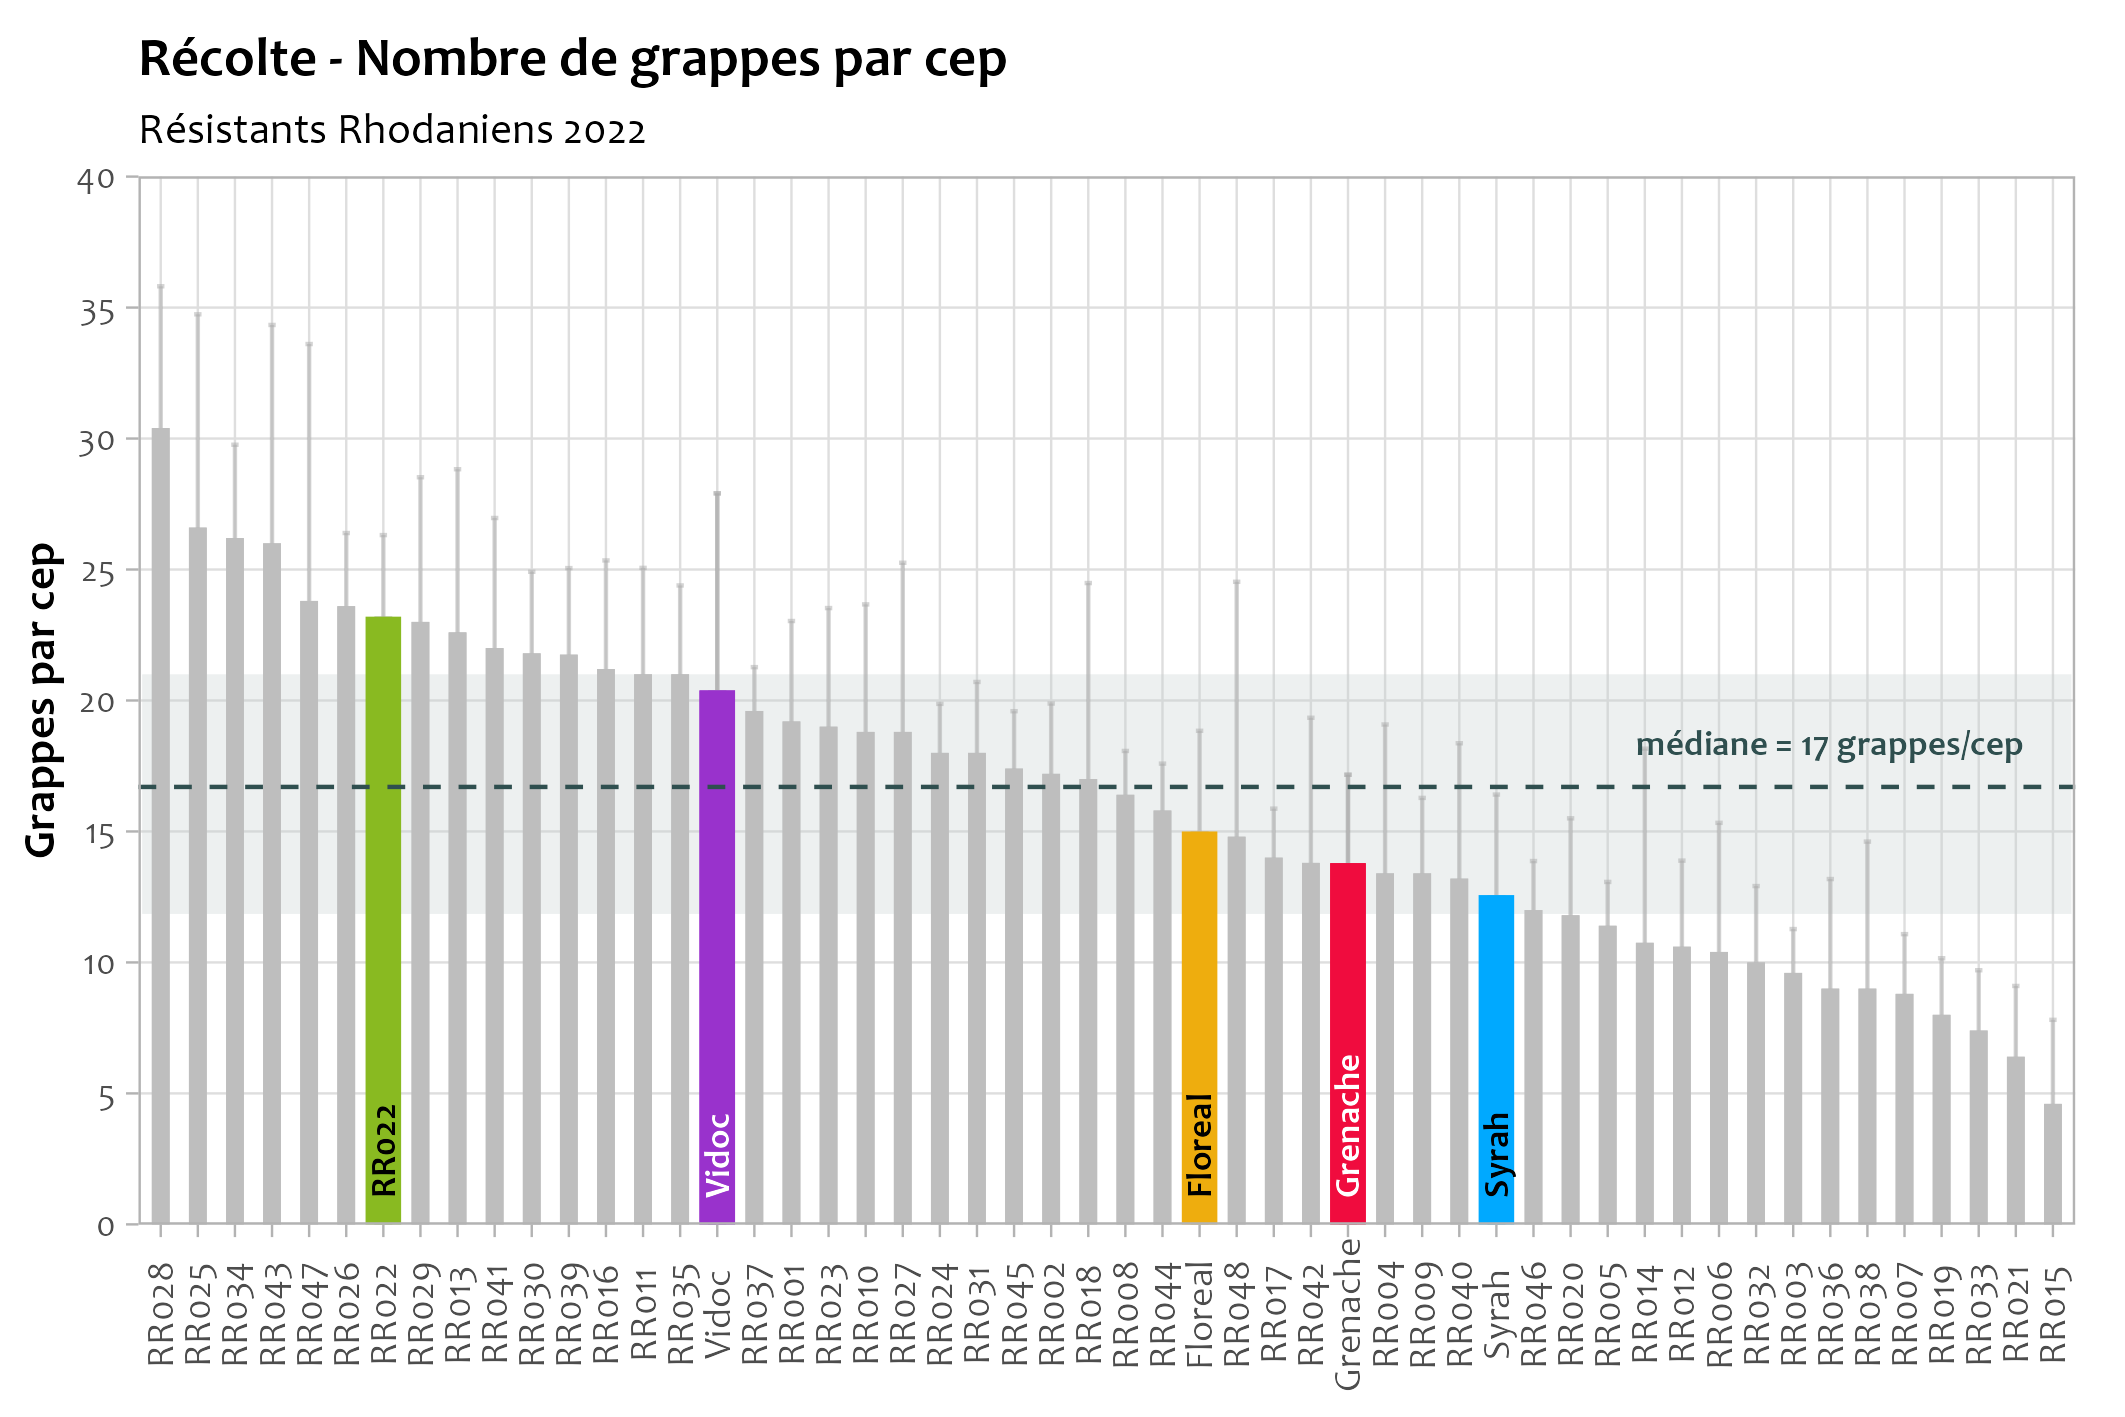 Récolte - Nombre de grappes par cep
Résistants Rhodaniens 2022
Grappes par cep
40
35
30
25
20
15
10
5
0
médiane = 17 grappes/cep
RR022
Vidoc
Floreal
Grenache
Syrah
RR028
RR025
RR034
RR043
RR047
RR026
RR022
RR029
RR013
RR041
RR030
RR039
RR016
RR011
RR035
Vidoc
RR037
RR001
RR023
RR010
RR027
RR024
RR031
RR045
RR002
RR018
RR008
RR044
Floreal
RR048
RR017
RR042
Grenache
RR004
RR009
RR040
Syrah
RR046
RR020
RR005
RR014
RR012
RR006
RR032
RR003
RR036
RR038
RR007
RR019
RR033
RR021
RR015